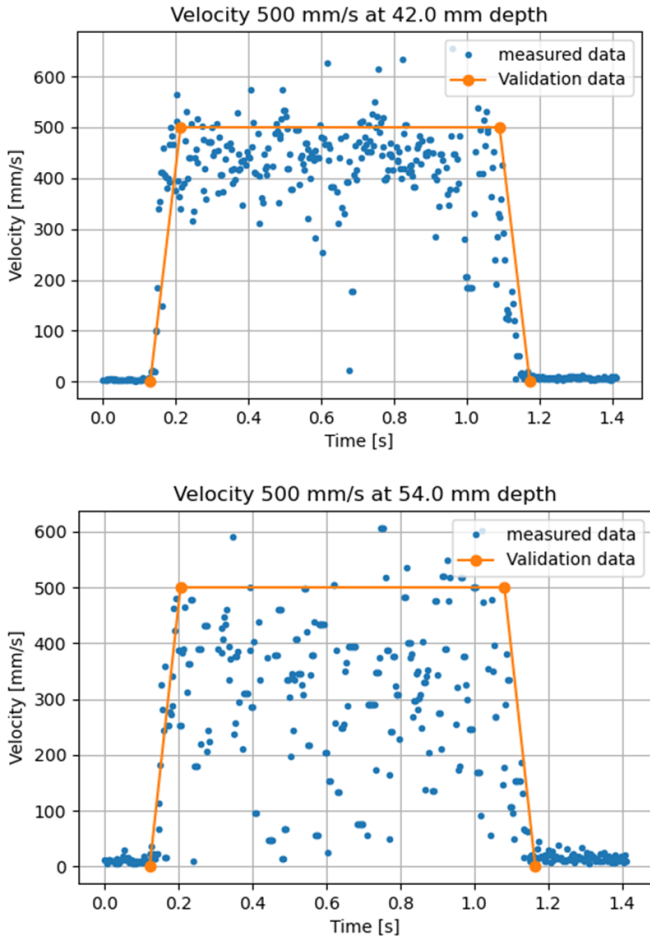 Velocity 500 mm/s at 42.0 mm depth
measured data
Validation data
600
500
400
300
200
100
0
Velocity [mm/s]
0.0 0.2 0.4 0.6 0.8 1.0 1.2 1.4
Time [s]
Velocity 500 mm/s at 54.0 mm depth
measured data
Validation data
600
500
400
300
200
100
0
Velocity [mm/s]
0.0 0.2 0.4 0.6 0.8 1.0 1.2 1.4
Time [s]